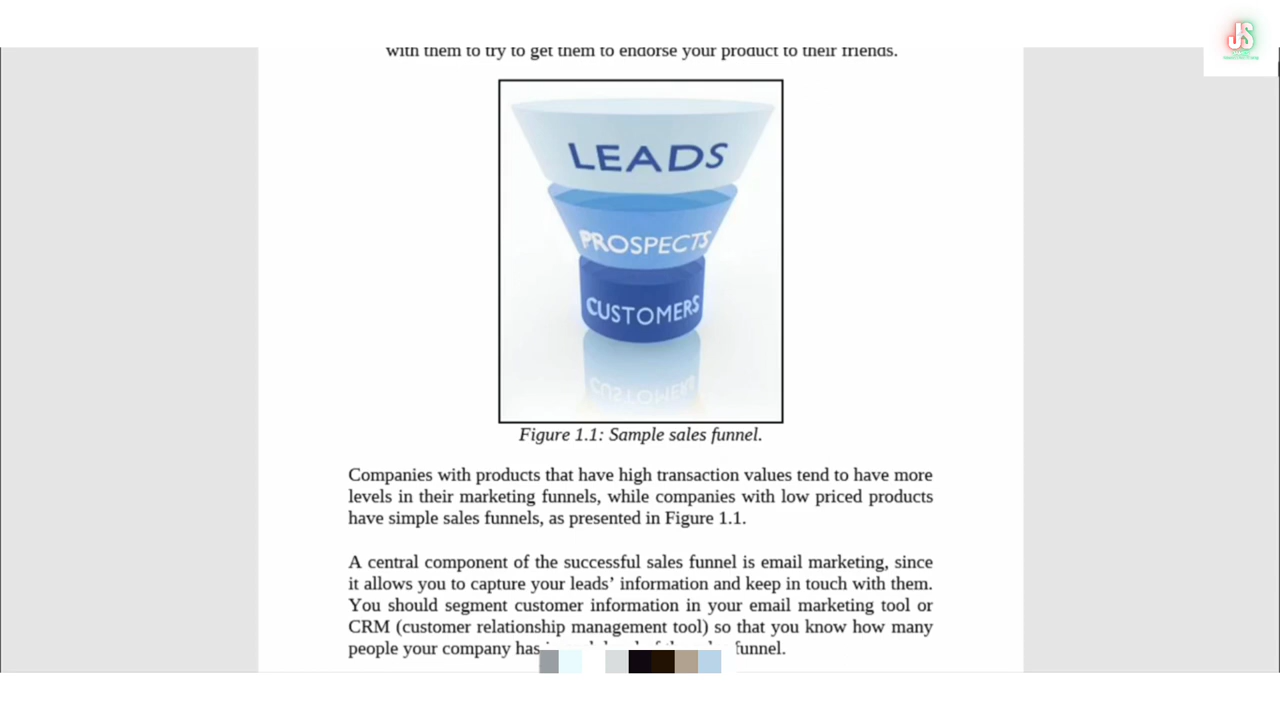 with them to try to get them to endorse your product to their friends.
LEADS
PROSPECTS
CUSTOMERS
Figure 1.1: Sample sales funnel.
Companies with products that have high transaction values tend to have more
levels in their marketing funnels, while companies with low priced products
have simple sales funnels, as presented in Figure 1.1.
A central component of the successful sales funnel is email marketing, since
it allows you to capture your leads’ information and keep in touch with them.
You should segment customer information in your email marketing tool or
CRM (customer relationship management tool) so that you know how many
people your company has funnel.
JS